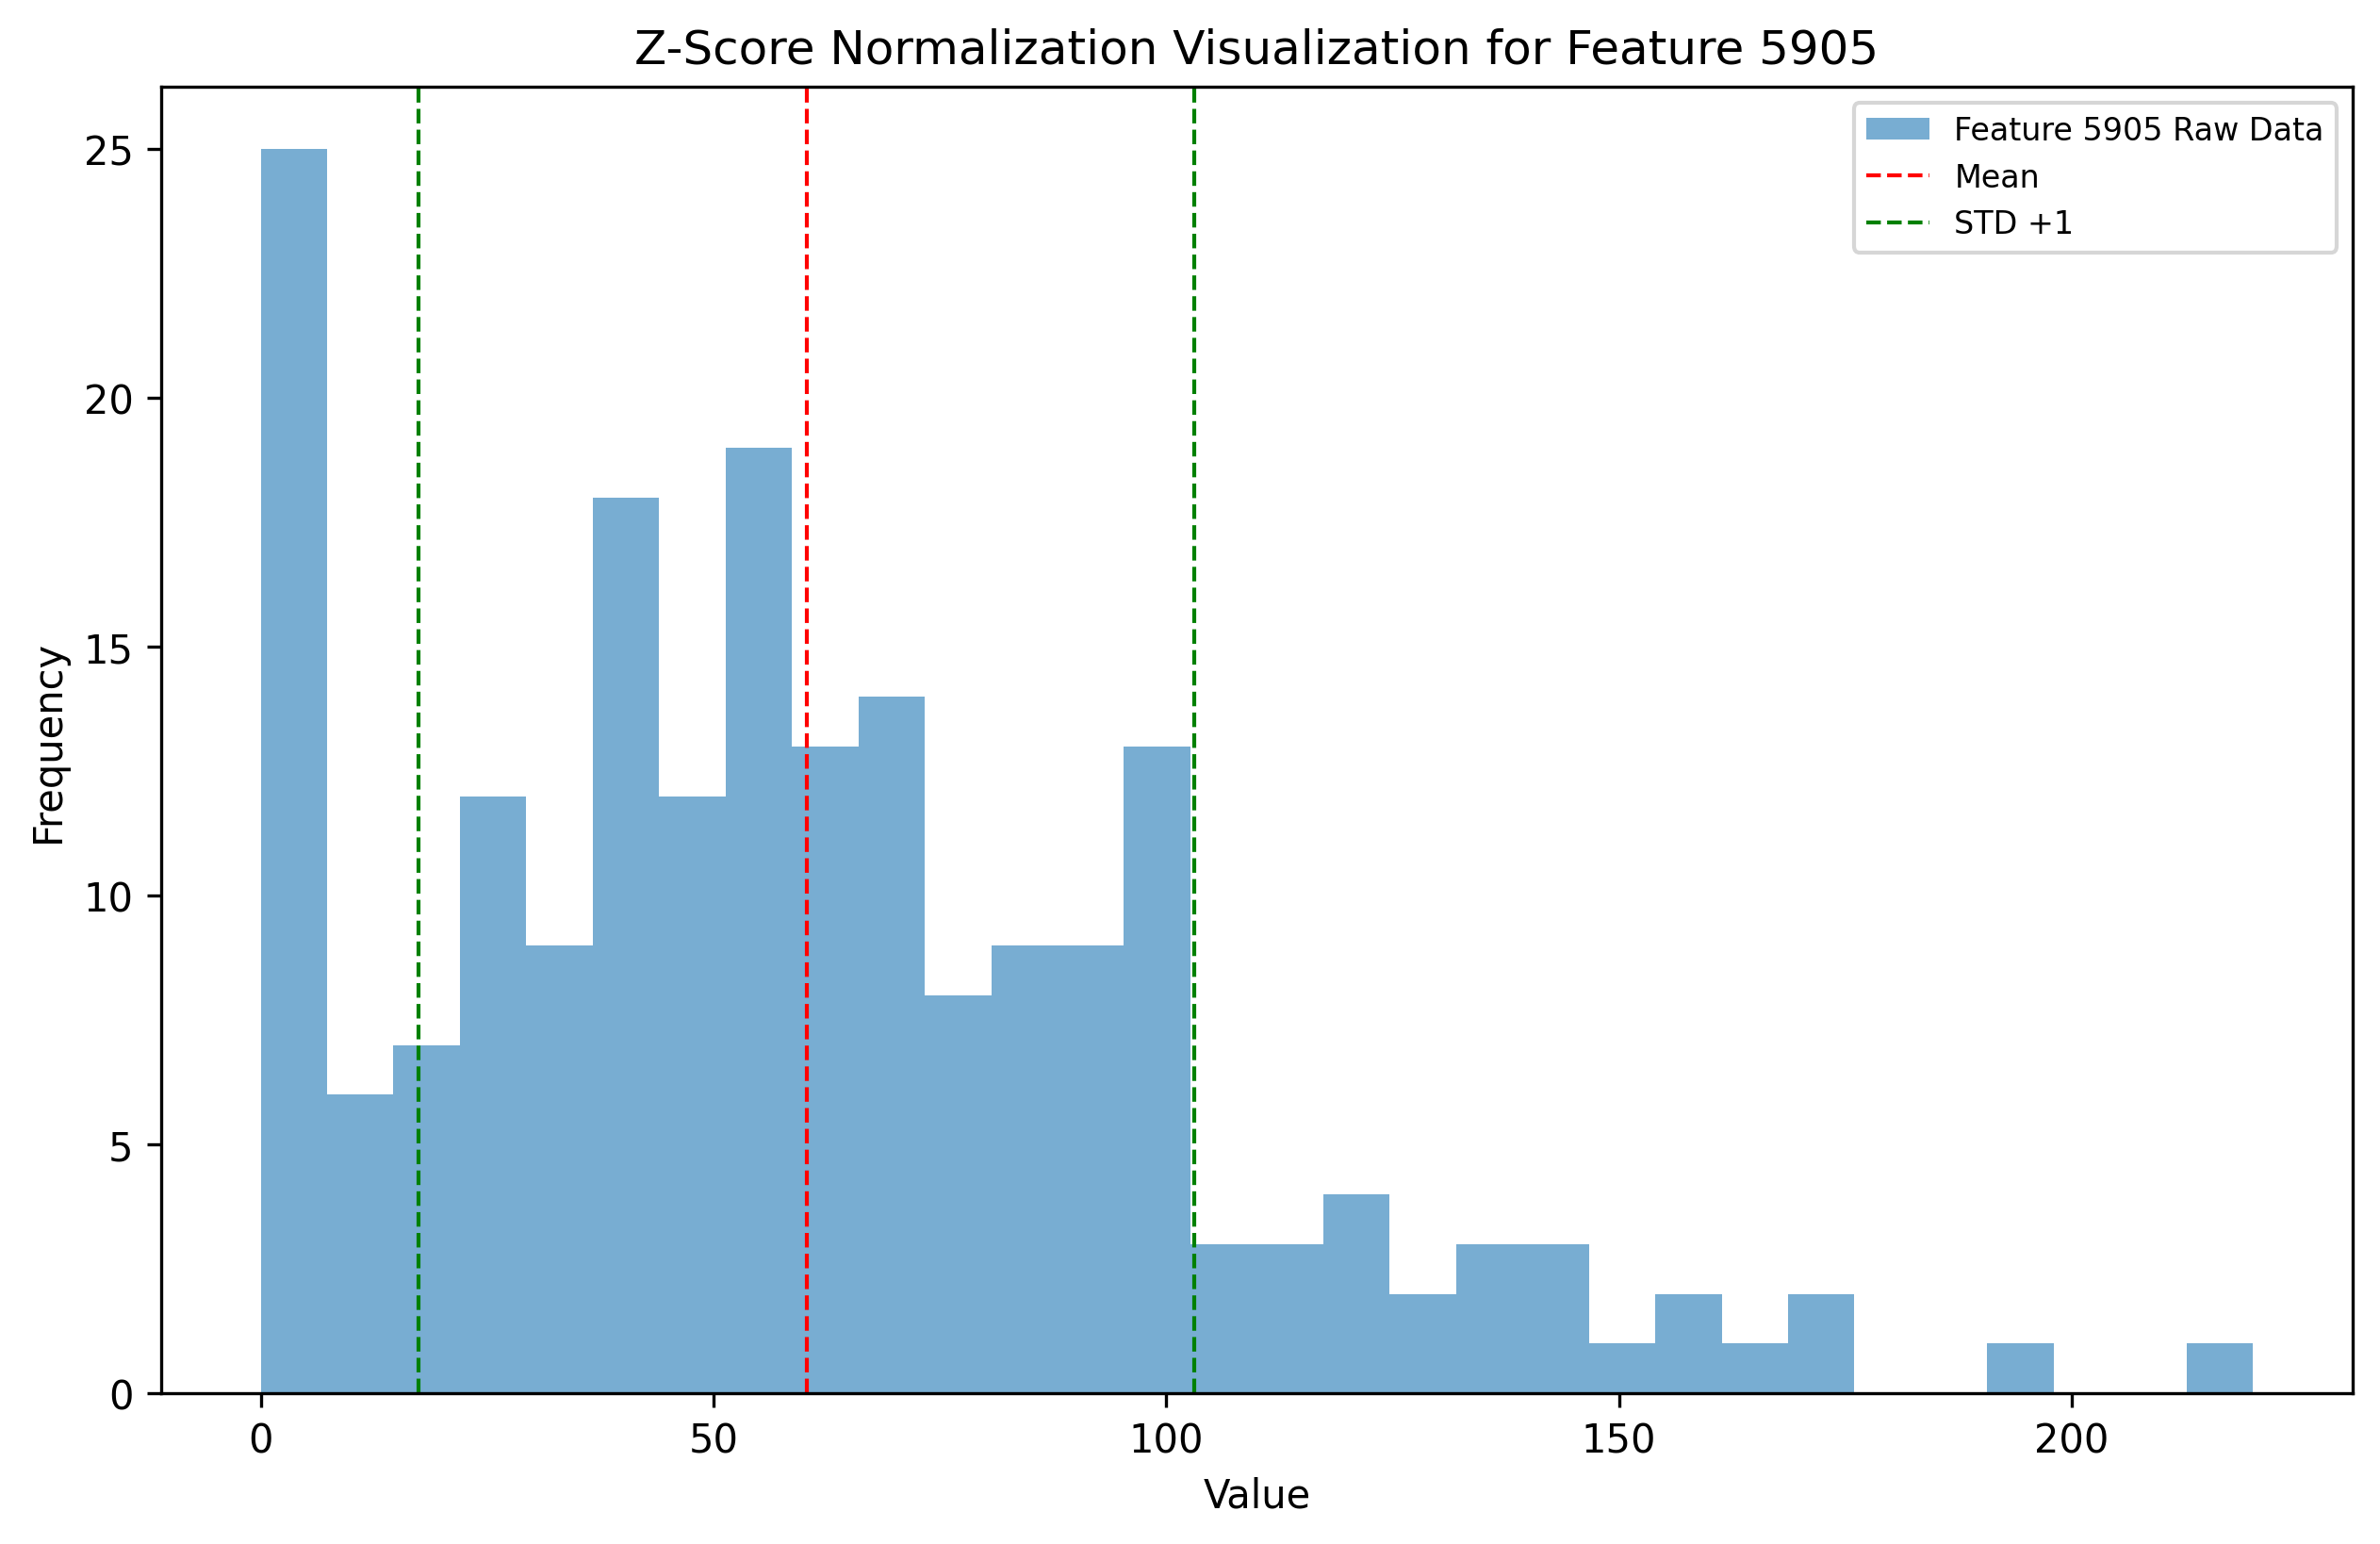 Z-Score Normalization Visualization for Feature 5905
Feature 5905 Raw Data
Mean
STD +1
Frequency
25
20
15
10
5
0
0 50 100 150 200
Value